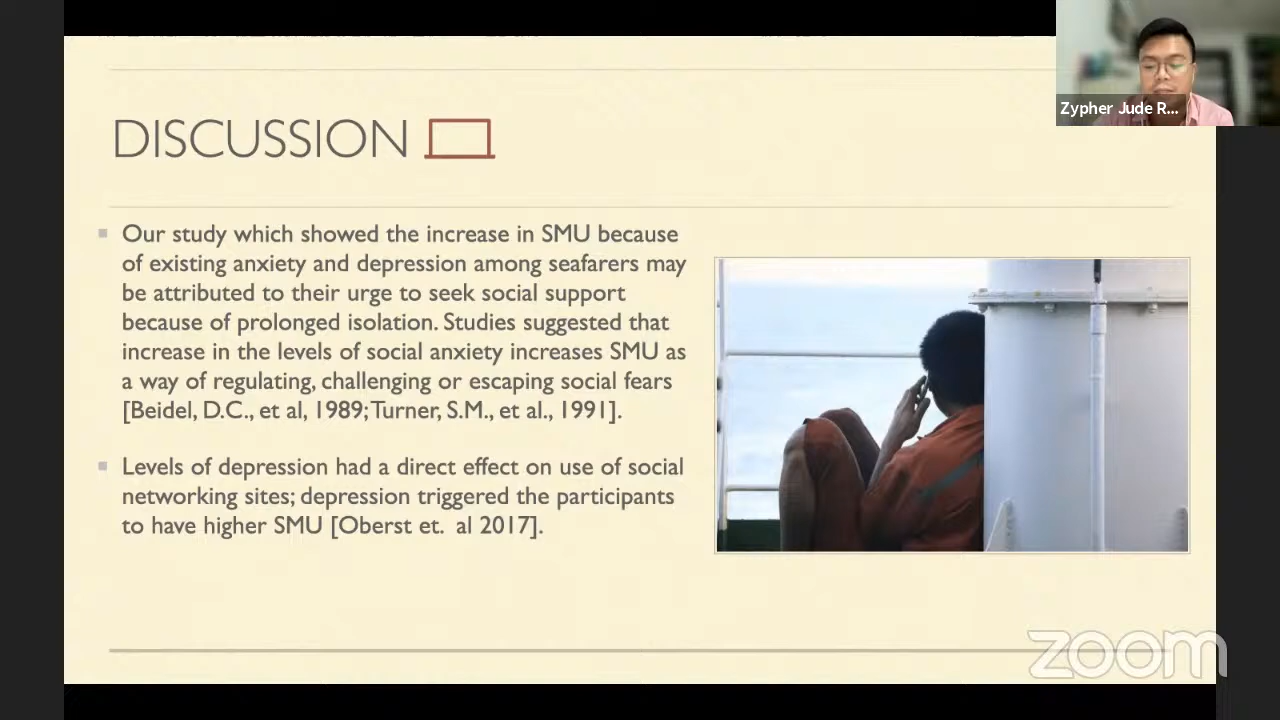 Zypher Jude R...
DISCUSSION
Our study which showed the increase in SMU because
of existing anxiety and depression among seafarers may
be attributed to their urge to seek social support
because of prolonged isolation. Studies suggested that
increase in the levels of social anxiety increases SMU as
a way of regulating, challenging or escaping social fears
[Beidel, D.C., et al, 1989; Turner, S.M., et al., 1991].
Levels of depression had a direct effect on use of social
networking sites; depression triggered the participants
to have higher SMU [Oberst et. al 2017].
zoom